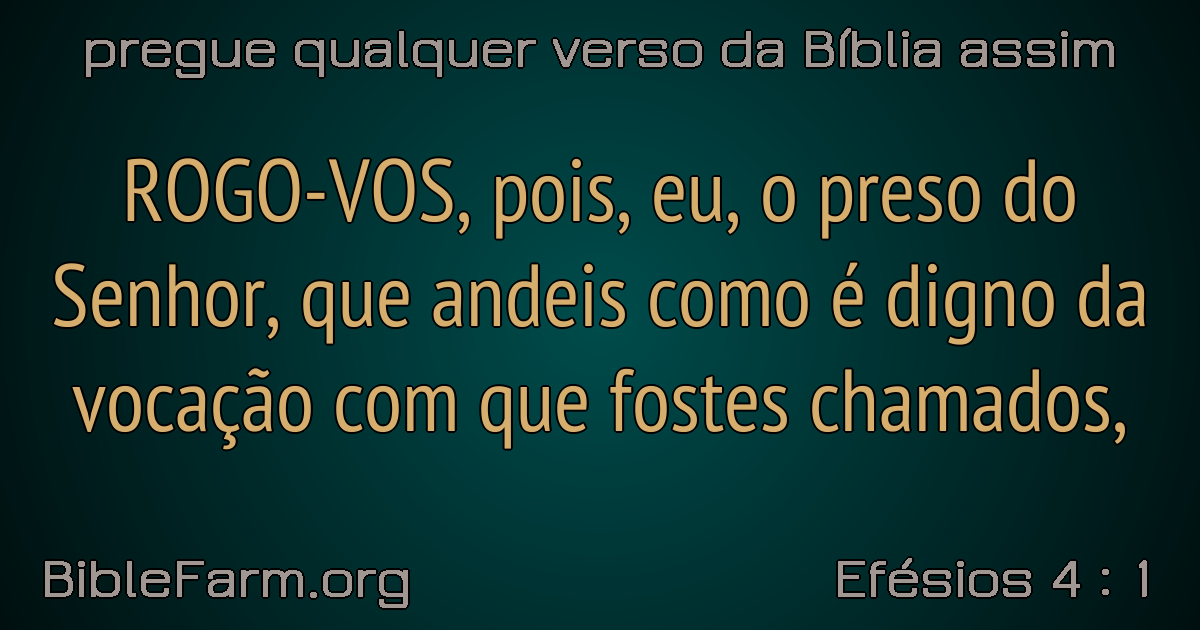 pregue qualquer verso da Bíblia assim
ROGO-VOS, pois, eu, o preso do
Senhor, que andeis como é digno da
vocação com que fostes chamados,
BibleFarm.org
Efésios 4 : 1